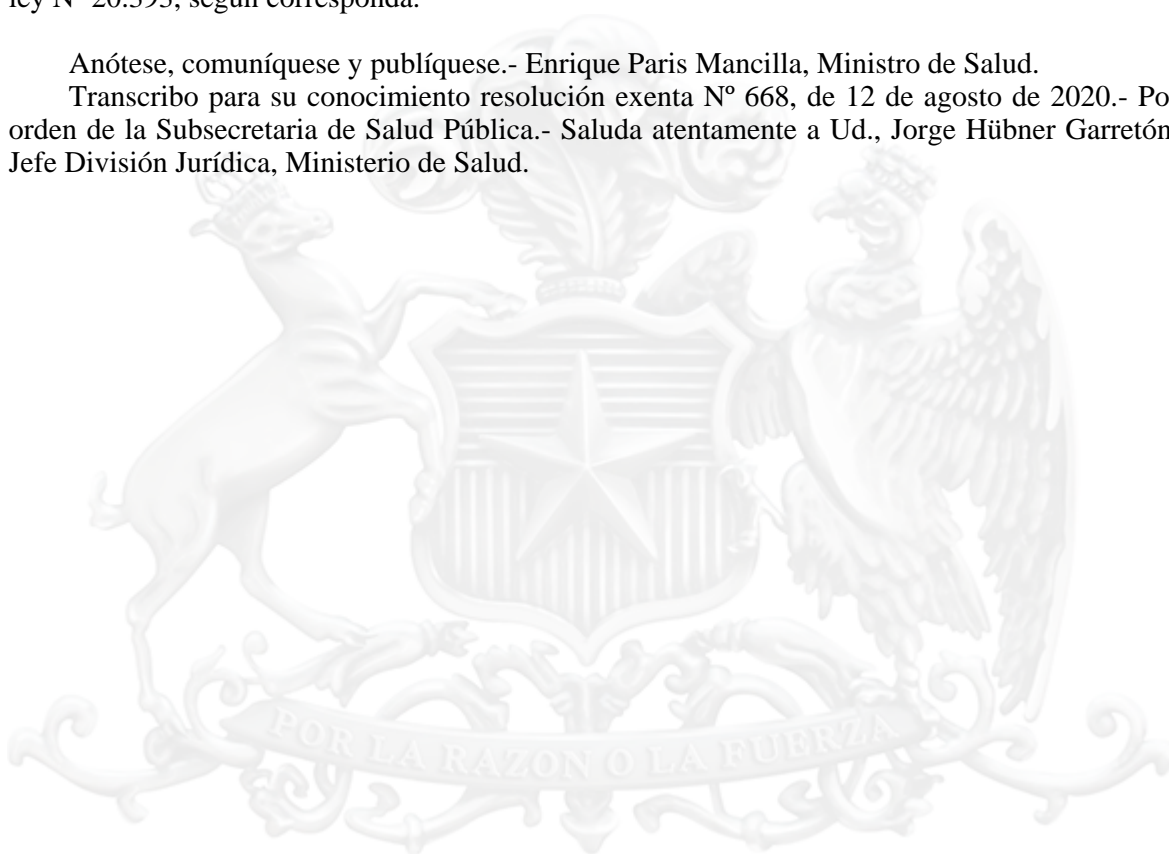 ley Nº 20.393, según corresponda.
Anótese, comuníquese y publíquese.- Enrique Paris Mancilla, Ministro de Salud.
Transcribo para su conocimiento resolución exenta Nº 668, de 12 de agosto de 2020.- Po
orden de la Subsecretaria de Salud Pública.- Saluda atentamente a Ud., Jorge Hübner Garretón
Jefe División Jurídica, Ministerio de Salud.
POR LA RAZON O LA FUERZA